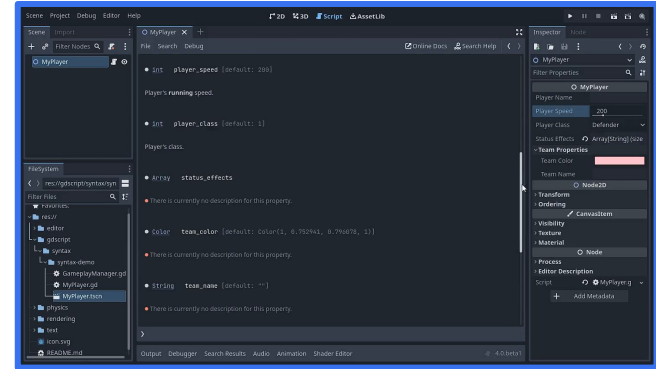 Scene Project Debug Editor Help
2D 3D Script AssetLib
Scene Import
Filter Nodes
MyPlayer
FileSystem
res://gdscript/syntax/syn
Filter Files
Favorites:
res://
editor
gdscript
syntax
syntax-demo
GameplayManager.gd
MyPlayer.gd
MyPlayer.tscn
physics
rendering
text
icon.svg
README.md
MyPlayer
File Search Debug
Online Docs Search Help
int player_speed [default: 200]
Player's running speed.
int player_class [default: 1]
Player's class.
Array status_effects
There is currently no description for this property.
Color team_color [default: Color(1, 0.752941, 0.796078, 1)]
There is currently no description for this property.
String team_name [default: ""]
There is currently no description for this property.
Output Debugger Search Results Audio Animation Shader Editor
4.0.beta1
Inspector Node
MyPlayer
Filter Properties
MyPlayer
Player Name
Player Speed 200
Player Class Defender
Status Effects Array[String] (size
Team Properties
Team Color
Team Name
Node2D
Transform
Ordering
CanvasItem
Visibility
Texture
Material
Node
Process
Editor Description
Script MyPlayer.g
Add Metadata